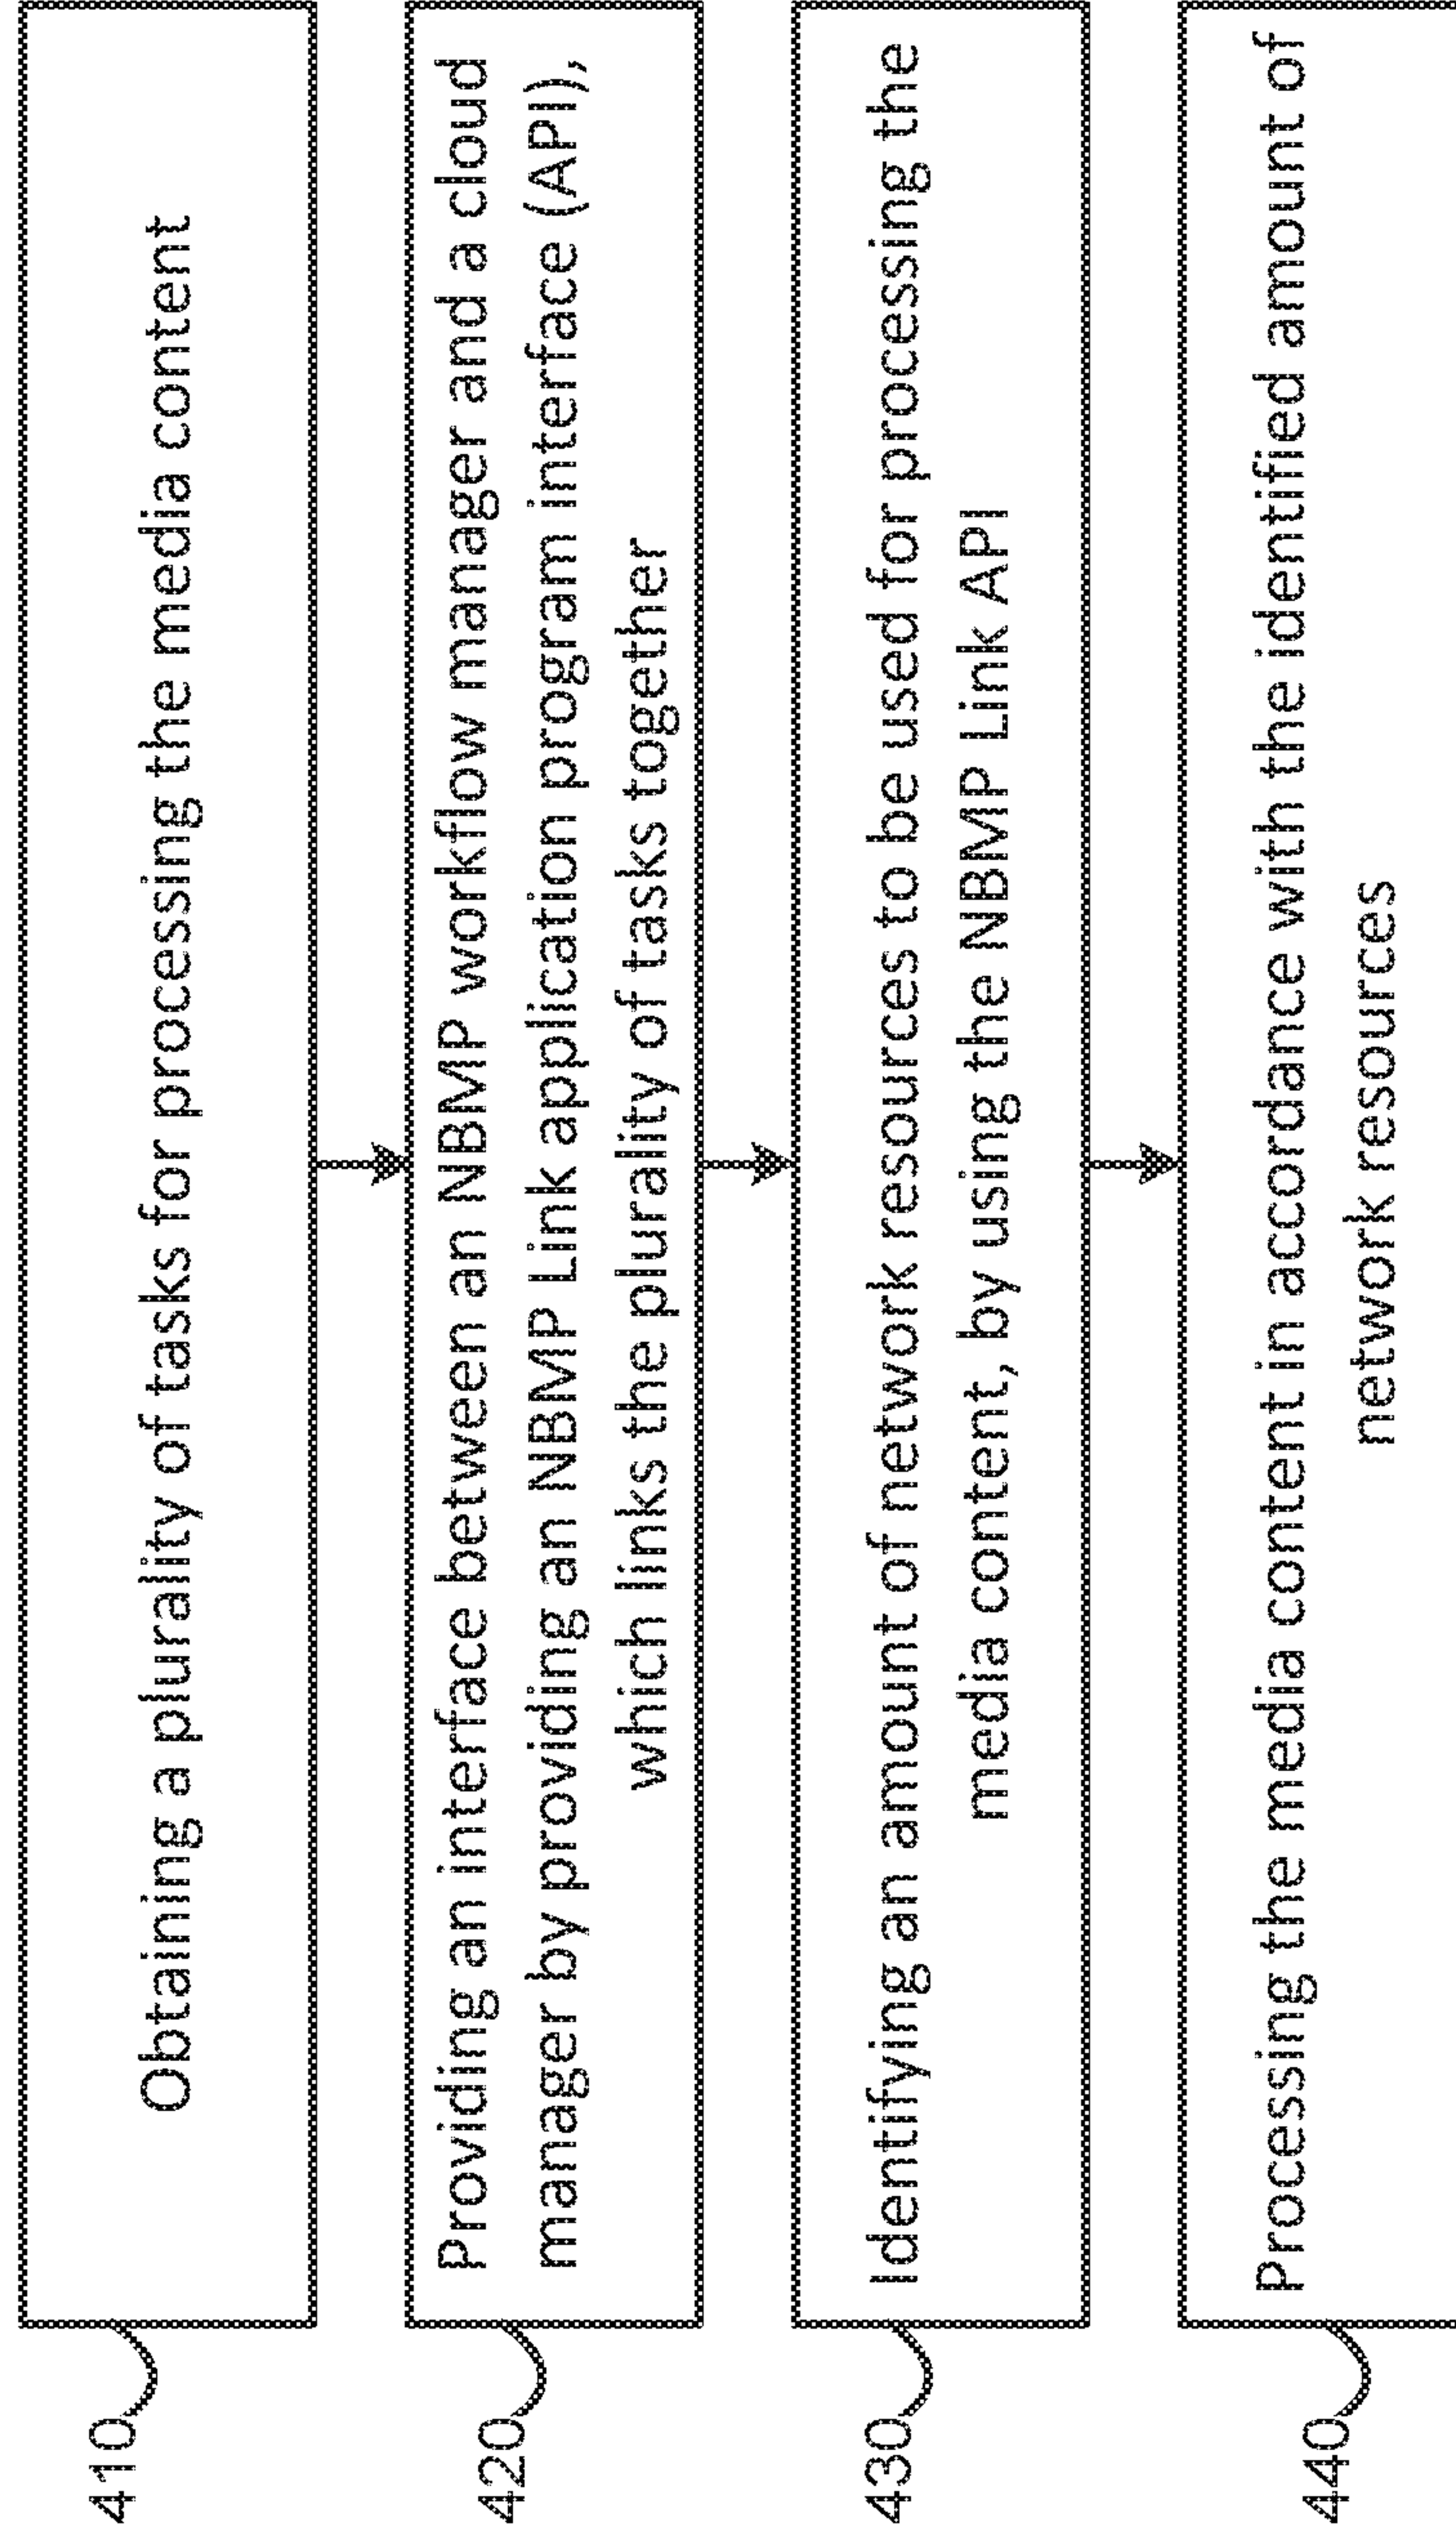 410
Obtaining a plurality of tasks for processing the media content
420
Providing an interface between an NBMP workflow manager and a cloud
manager by providing an NBMP Link application program interface (API),
which links the plurality of tasks together
430
Identifying an amount of network resources to be used for processing the
media content, by using the NBMP Link API
440
Processing the media content in accordance with the identified amount of
network resources